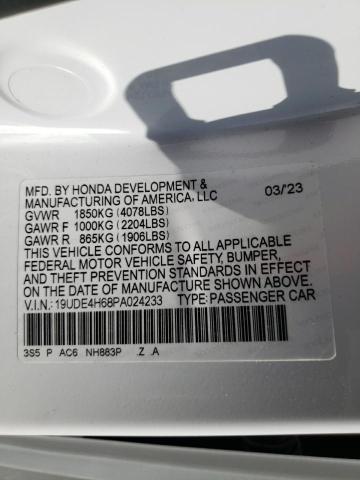 MFD. BY HONDA DEVELOPMENT &
MANUFACTURING OF AMERICA, LLC 03/23
GVWR 1850KG (4078LBS)
GAWR F 1000KG (2204LBS)
GAWR R 865KG (1906LBS)
THIS VEHICLE CONFORMS TO ALL APPLICABLE
FEDERAL MOTOR VEHICLE SAFETY, BUMPER,
AND THEFT PREVENTION STANDARDS IN EFFECT
ON THE DATE OF MANUFACTURE SHOWN ABOVE.
V.I.N.:19UDE4H68PA024233 TYPE:PASSENGER CAR
3S5 P AC6 NH883P .Z .A